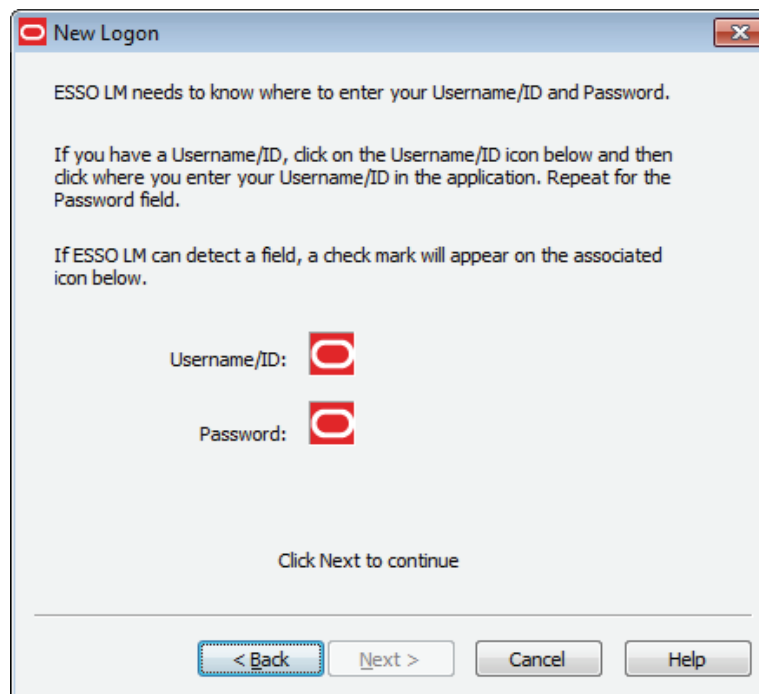 New Logon
ESSO LM needs to know where to enter your Username/ID and Password.
If you have a Username/ID, click on the Username/ID icon below and then
click where you enter your Username/ID in the application. Repeat for the
Password field.
If ESSO LM can detect a field, a check mark will appear on the associated
icon below.
Username/ID:
Password:
Click Next to continue
< Back Next > Cancel Help